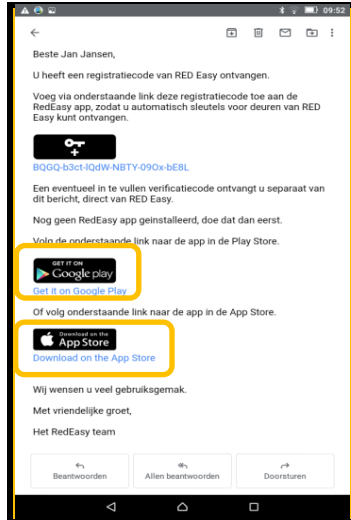 09:52
Beste Jan Jansen,
U heeft een registratiecode van RED Easy ontvangen.
Voeg via onderstaande link deze registratiecode toe aan de
RedEasy app, zodat u automatisch sleutels voor deuren van RED
Easy kunt ontvangen.
BQGQ-b3ct-lQdW-NBTY-09Ox-bE8L
Een eventueel in te vullen verificatiecode ontvangt u separaat van
dit bericht, direct van RED Easy.
Nog geen RedEasy app geinstalleerd, doe dat dan eerst.
Volg de onderstaande link naar de app in de Play Store.
GET IT ON
Google play
Get it on Google Play
Of volg onderstaande link naar de app in de App Store.
Download on the
App Store
Download on the App Store
Wij wensen u veel gebruiksgemak.
Met vriendelijke groet,
Het RedEasy team
Beantwoorden Allen beantwoorden Doorsturen